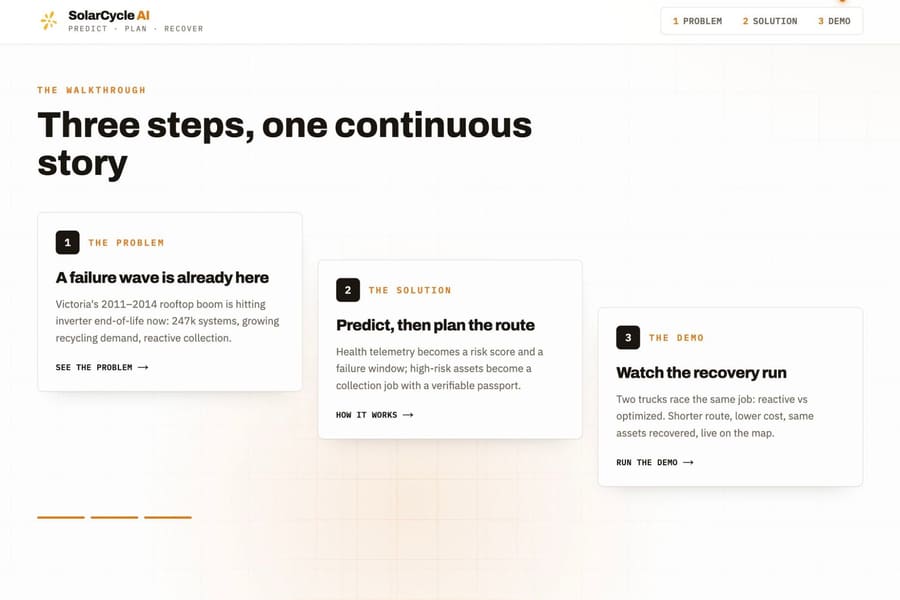 SolarCycle AI
PREDICT · PLAN · RECOVER
1 PROBLEM
2 SOLUTION
3 DEMO
THE WALKTHROUGH
Three steps, one continuous
story
1 THE PROBLEM
A failure wave is already here
Victoria's 2011–2014 rooftop boom is hitting
inverter end-of-life now: 247k systems, growing
recycling demand, reactive collection.
SEE THE PROBLEM →
2 THE SOLUTION
Predict, then plan the route
Health telemetry becomes a risk score and a
failure window; high-risk assets become a
collection job with a verifiable passport.
HOW IT WORKS →
3 THE DEMO
Watch the recovery run
Two trucks race the same job: reactive vs
optimized. Shorter route, lower cost, same
assets recovered, live on the map.
RUN THE DEMO →